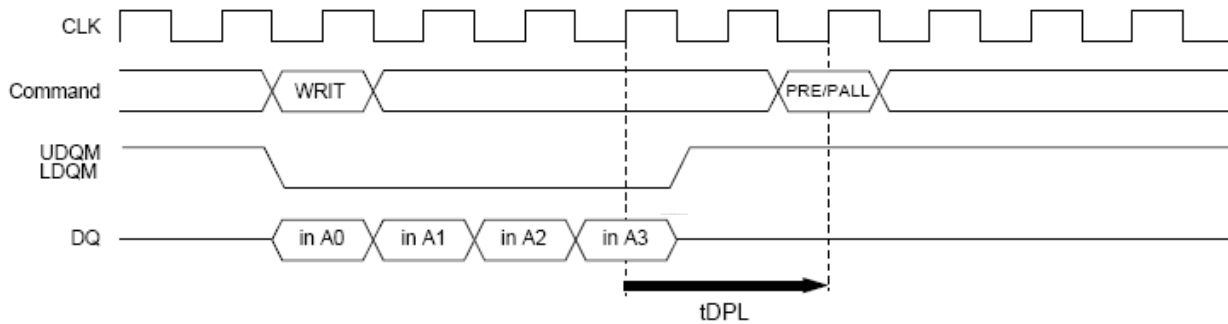 CLK
Command WRIT PRE/PALL
UDQM
LDQM
DQ in A0 in A1 in A2 in A3
tDPL